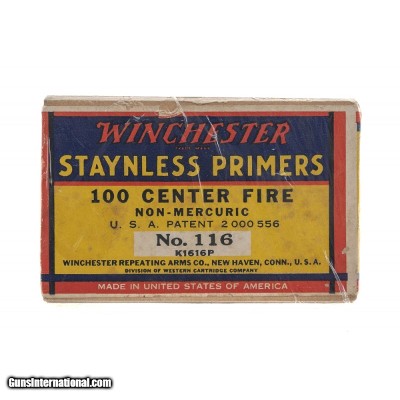 WINCHESTER
TRADE MARK
STAYNLESS PRIMERS
100 CENTER FIRE
NON-MERCURIC
U. S. A. PATENT 2 000 556
No. 116
K1616P
WINCHESTER REPEATING ARMS CO., NEW HAVEN, CONN., U. S. A.
DIVISION OF WESTERN CARTRIDGE COMPANY
MADE IN UNITED STATES OF AMERICA
GunsInternational.com